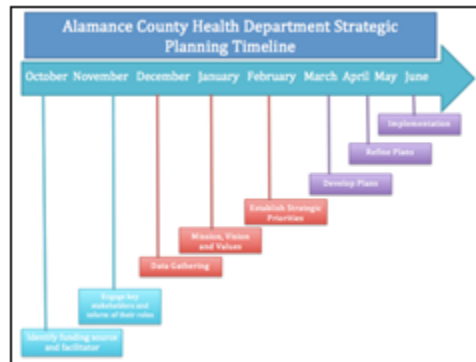 Alamance County Health Department Strategic
Planning Timeline
October November December January February March April May June
Implementation
Refine Plans
Develop Plans
Establish Strategic
Priorities
Mission, Vision
and Values
Data Gathering
Engage key
stakeholders and
inform of their roles
Identify funding source
and facilitator